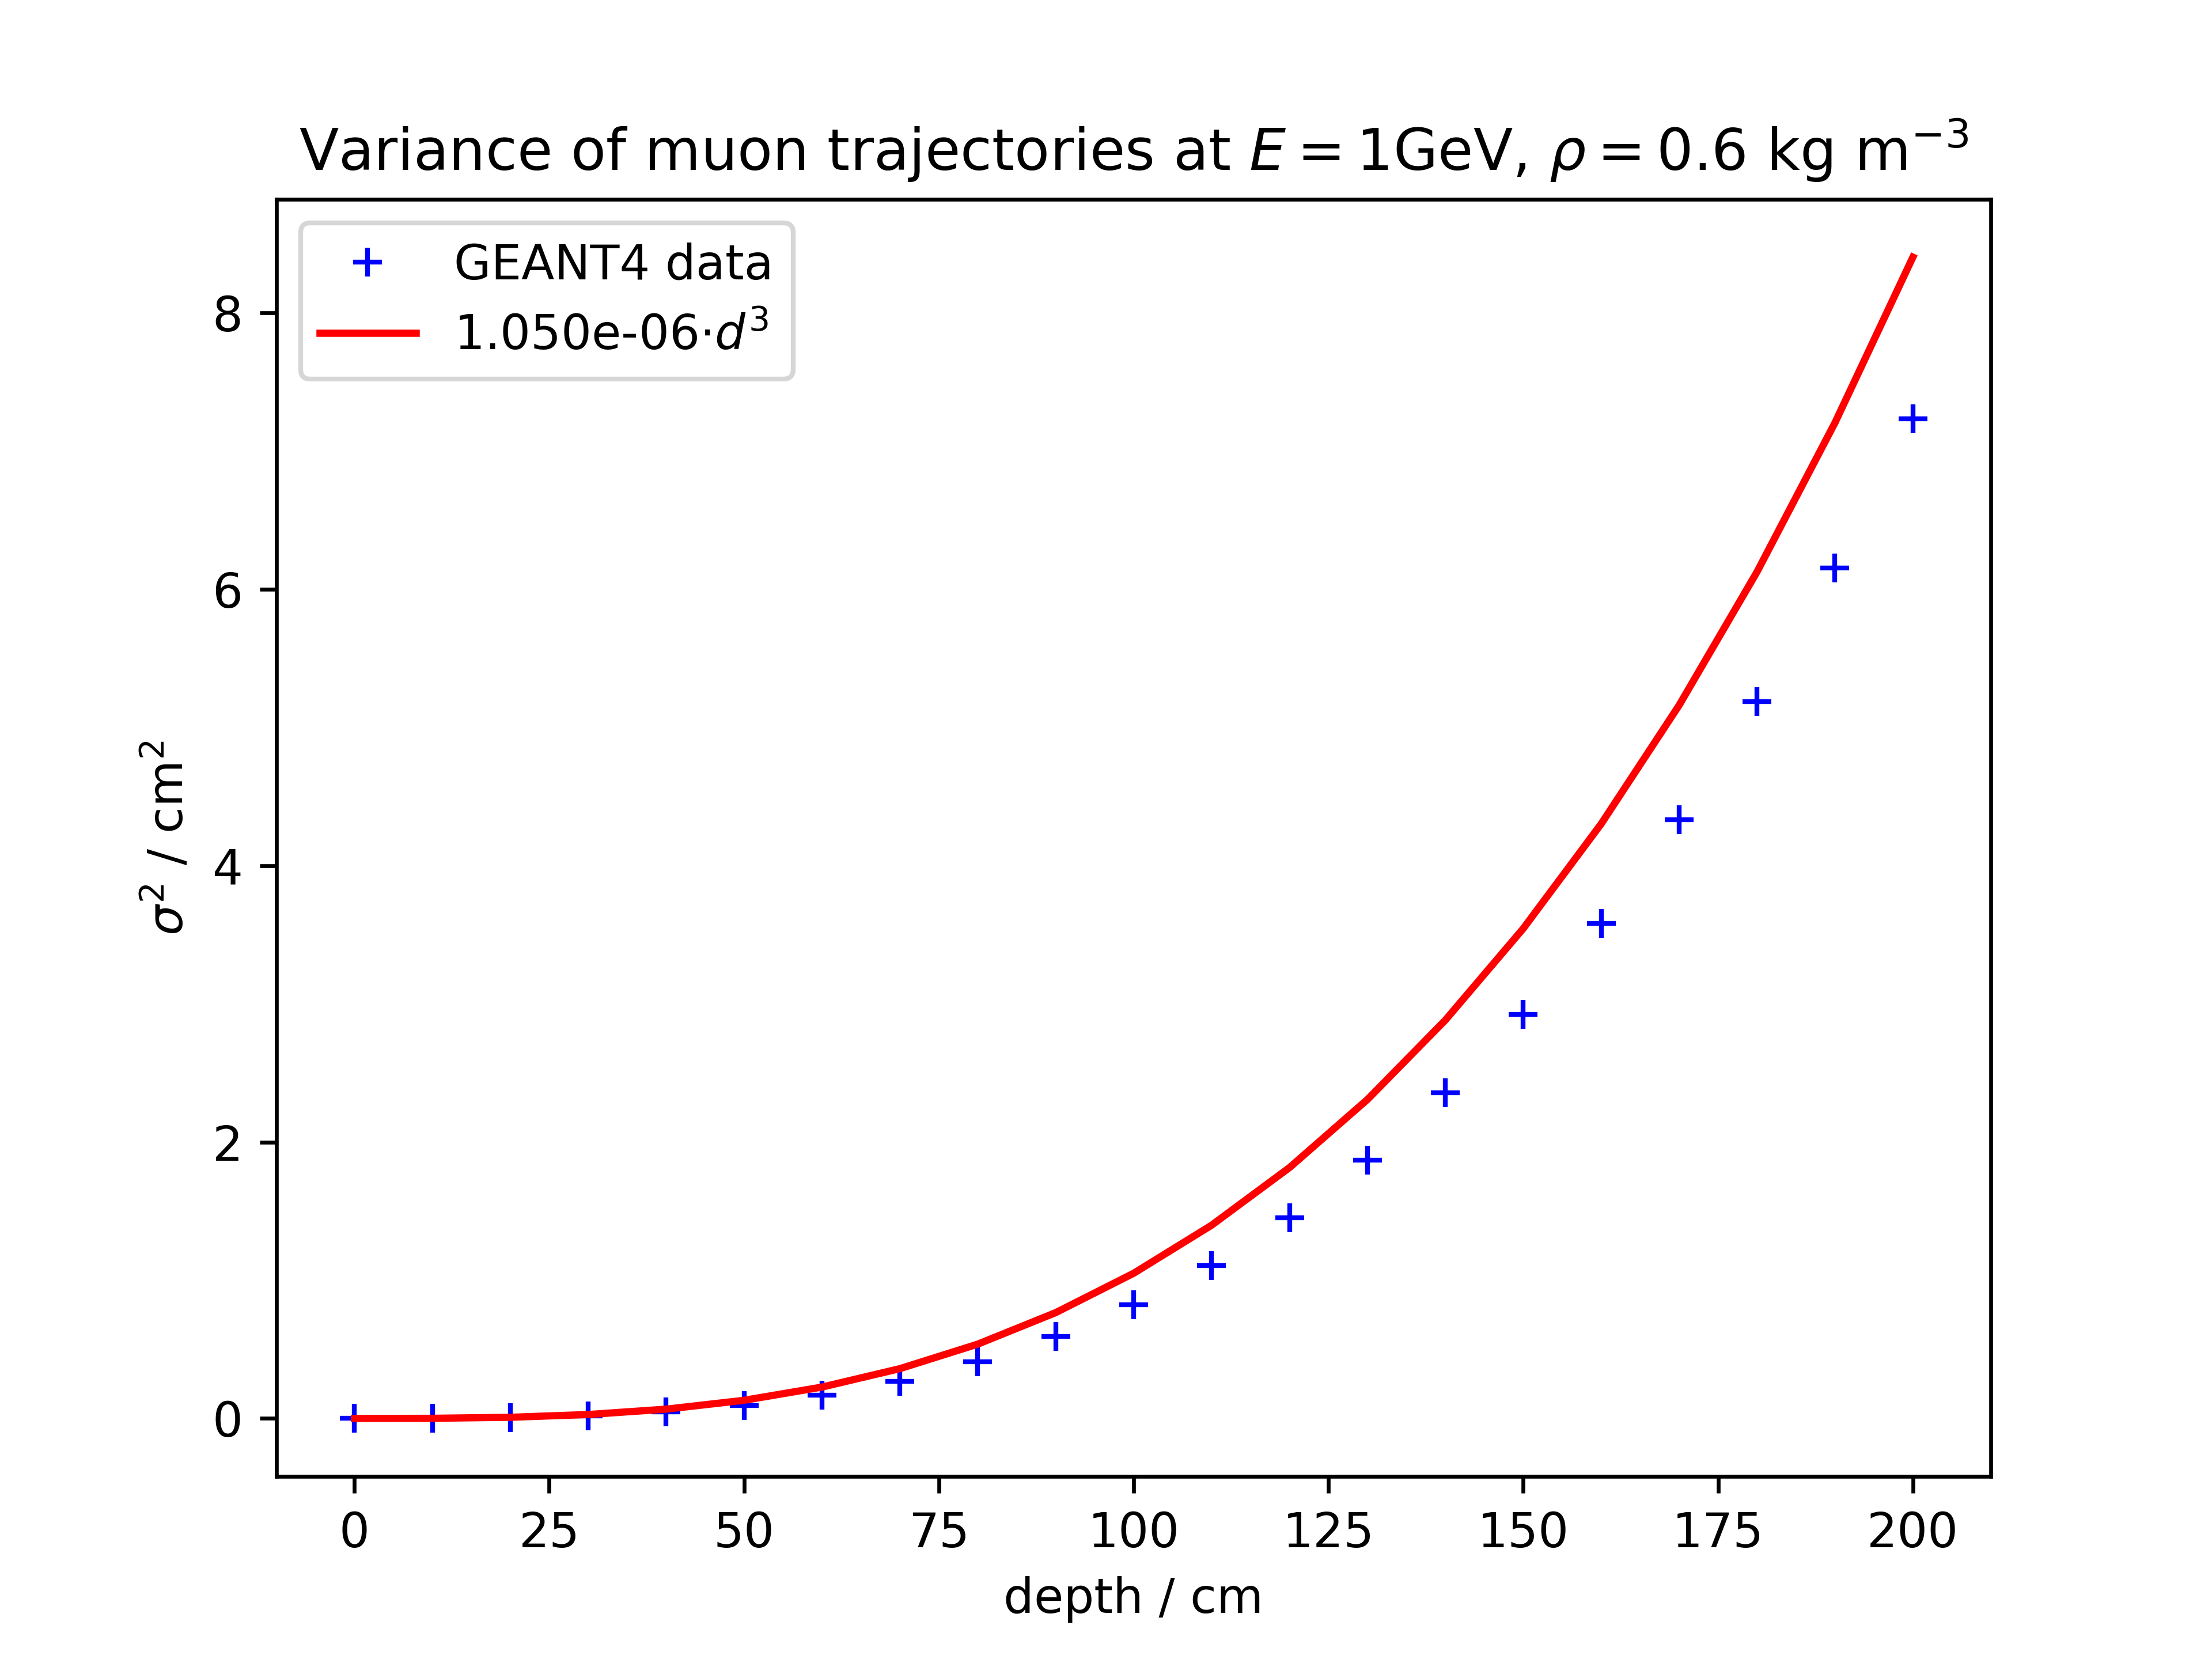 Variance of muon trajectories at E = 1GeV, ρ = 0.6 kg m⁻³
GEANT4 data
1.050e-06·d³
8
6
4
2
0
σ² / cm²
0 25 50 75 100 125 150 175 200
depth / cm